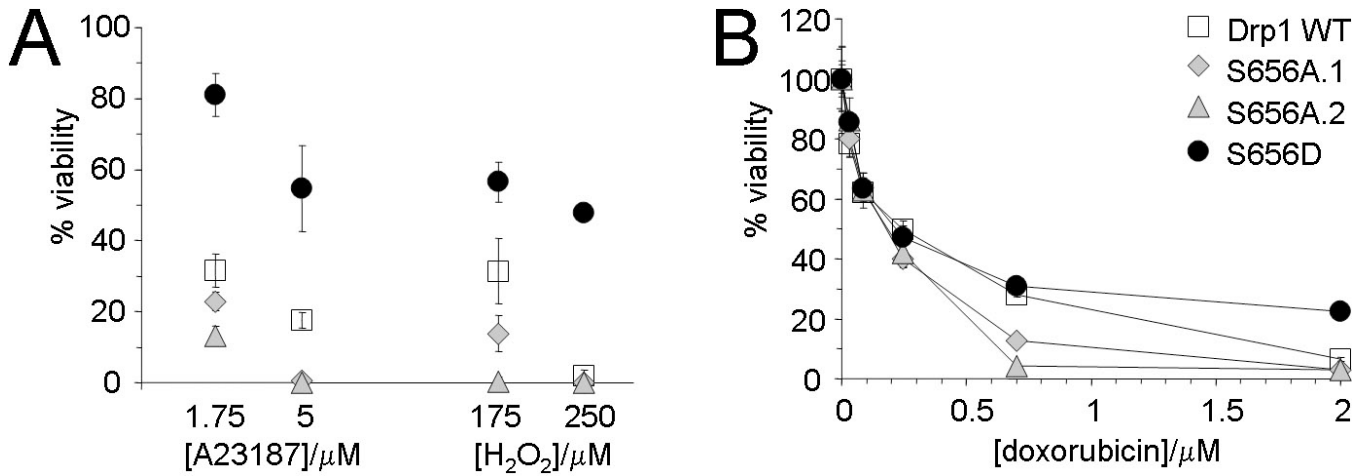 A
100
80
60
40
20
0
% viability
1.75 5 175 250
[A23187]/μM [H₂O₂]/μM
B
120
100
80
60
40
20
0
% viability
0 0.5 1 1.5 2
[doxorubicin]/μM
Drp1 WT
S656A.1
S656A.2
S656D